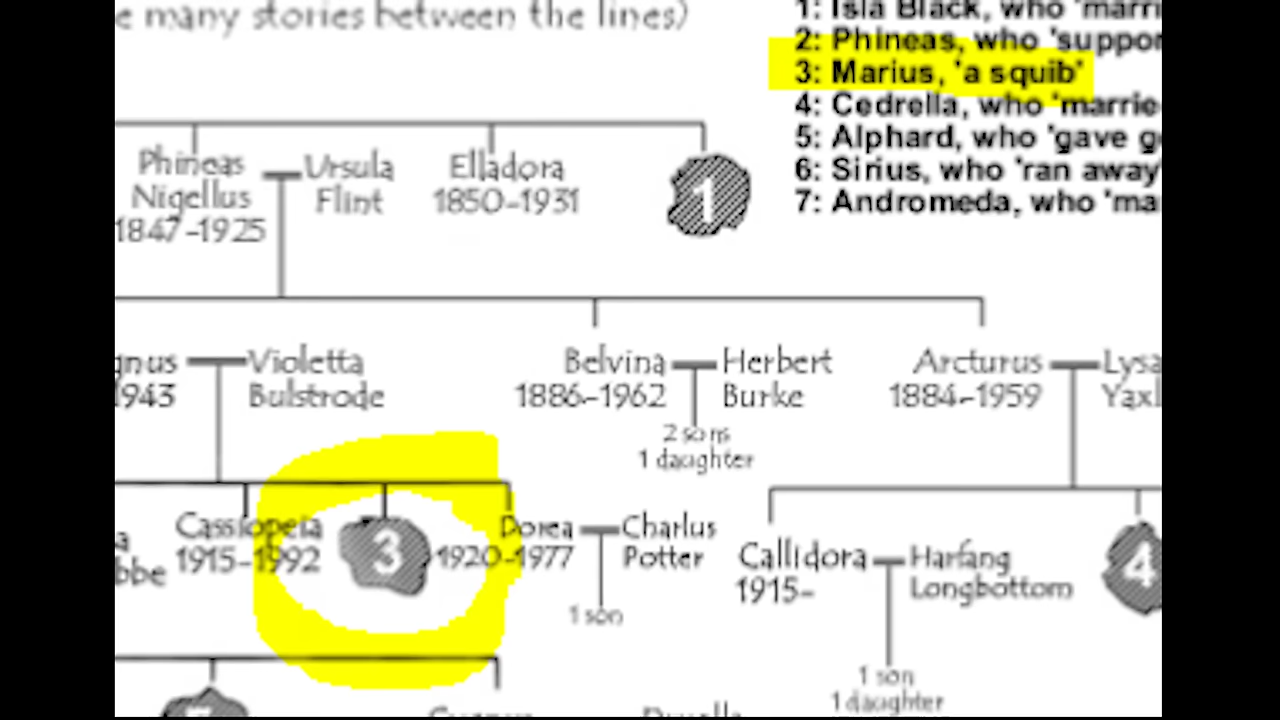 e many stories between the lines)
1: Isla Black, who 'marri
2: Phineas, who 'suppor
3: Marius, 'a squib'
4: Cedrella, who 'marrie
5: Alphard, who 'gave g
6: Sirius, who 'ran away
7: Andromeda, who 'ma
Phineas
Nigellus
1847-1925
Ursula
Flint
Elladora
1850-1931
1
gnus
1943
Violetta
Bulstrode
Belvina
1886-1962
Herbert
Burke
2 sons
1 daughter
Arcturus
1884-1959
Lysa
Yaxl
a
bbe
Cassiopeia
1915-1992
3
Dorea
1920-1977
Charlus
Potter
1 son
Callidora
1915-
Harfang
Longbottom
1 son
1 daughter
4